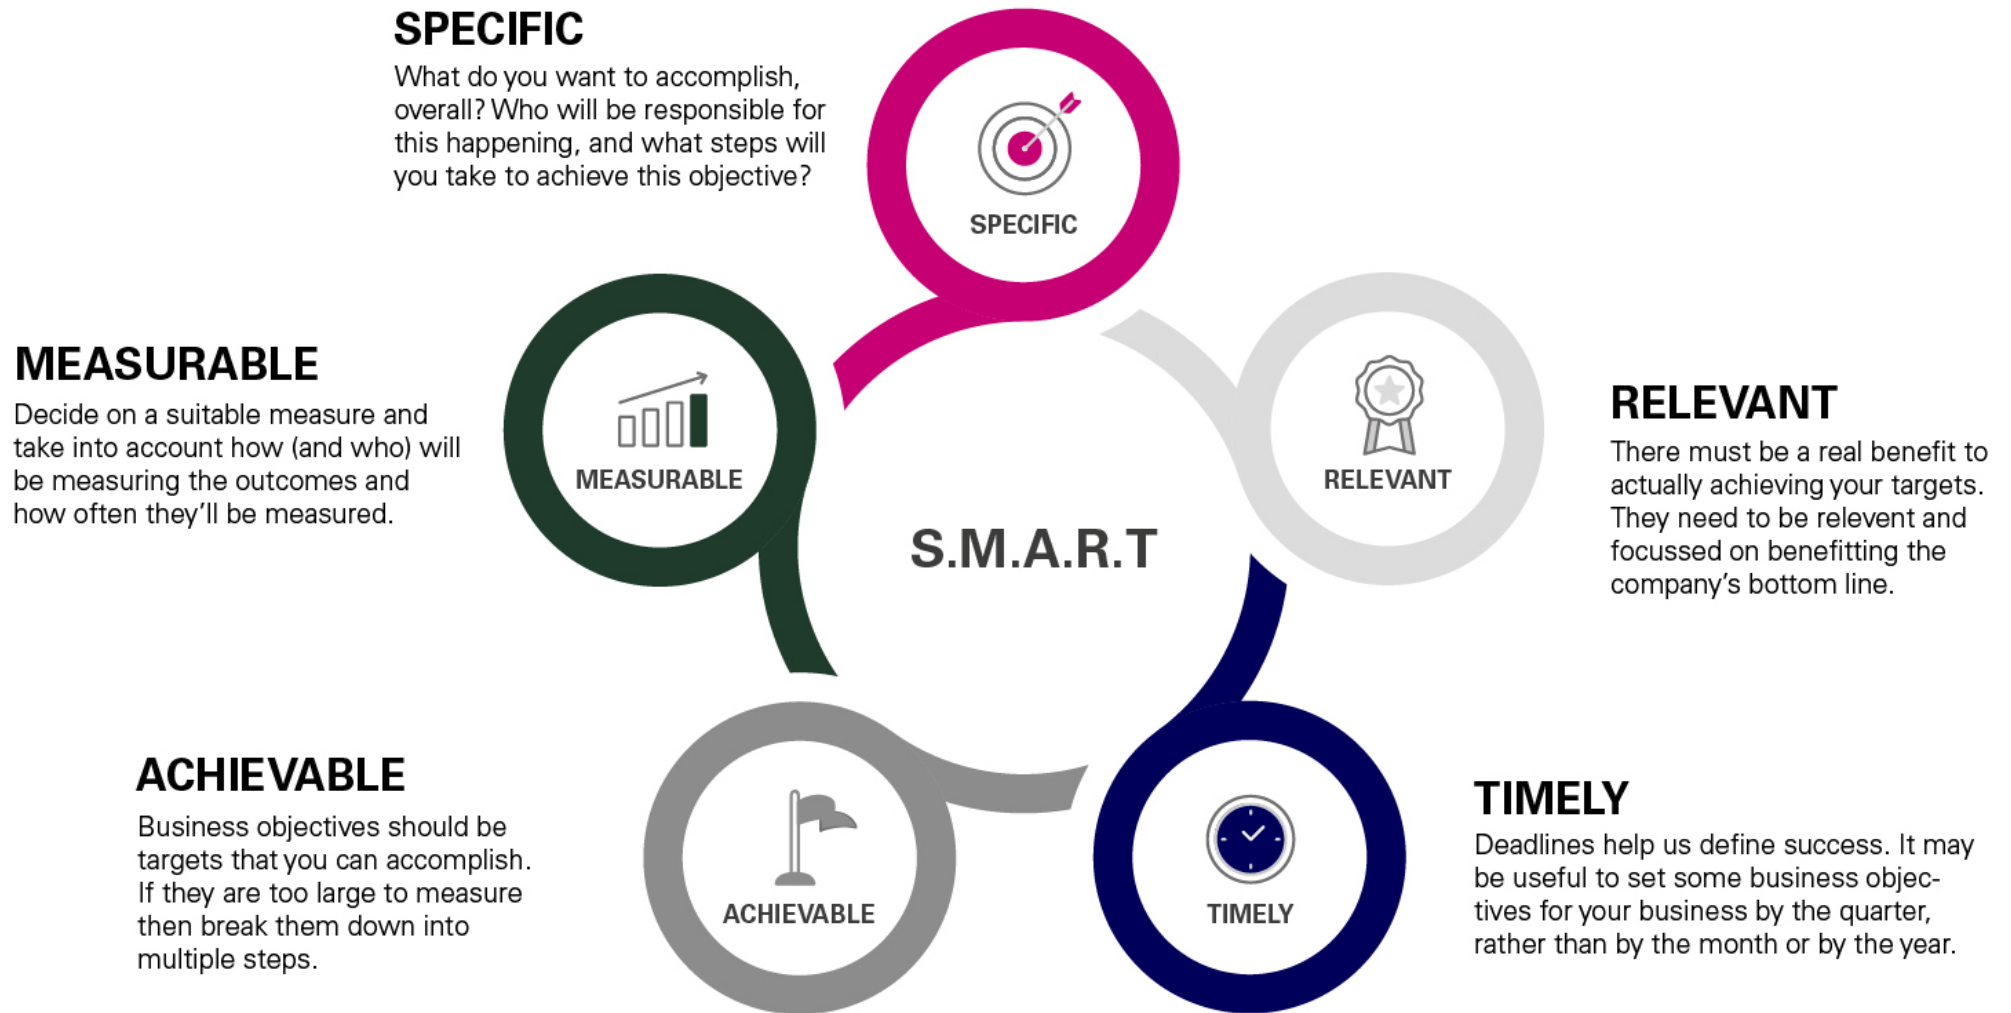 SPECIFIC
What do you want to accomplish,
overall? Who will be responsible for
this happening, and what steps will
you take to achieve this objective?
SPECIFIC
MEASURABLE
Decide on a suitable measure and
take into account how (and who) will
be measuring the outcomes and
how often they'll be measured.
MEASURABLE
S.M.A.R.T
RELEVANT
RELEVANT
There must be a real benefit to
actually achieving your targets.
They need to be relevent and
focussed on benefitting the
company's bottom line.
ACHIEVABLE
Business objectives should be
targets that you can accomplish.
If they are too large to measure
then break them down into
multiple steps.
ACHIEVABLE
TIMELY
TIMELY
Deadlines help us define success. It may
be useful to set some business objec-
tives for your business by the quarter,
rather than by the month or by the year.